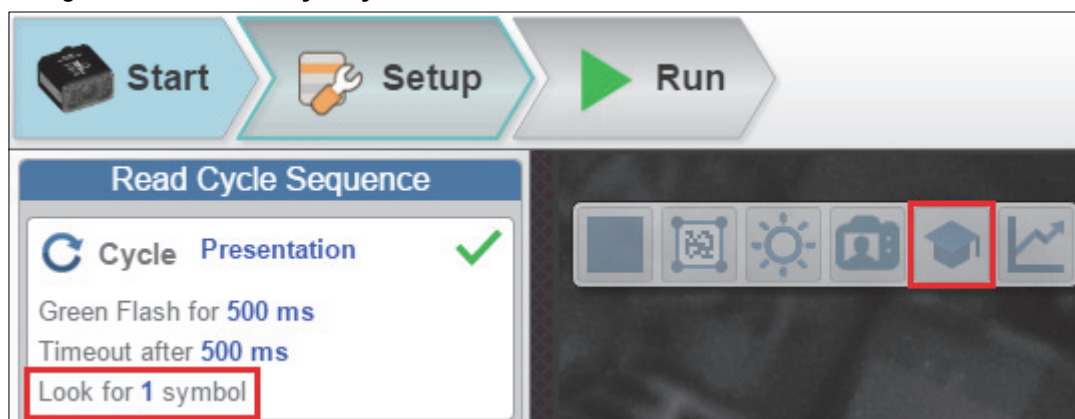 Start
Setup
Run
Read Cycle Sequence
Cycle Presentation
Green Flash for 500 ms
Timeout after 500 ms
Look for 1 symbol